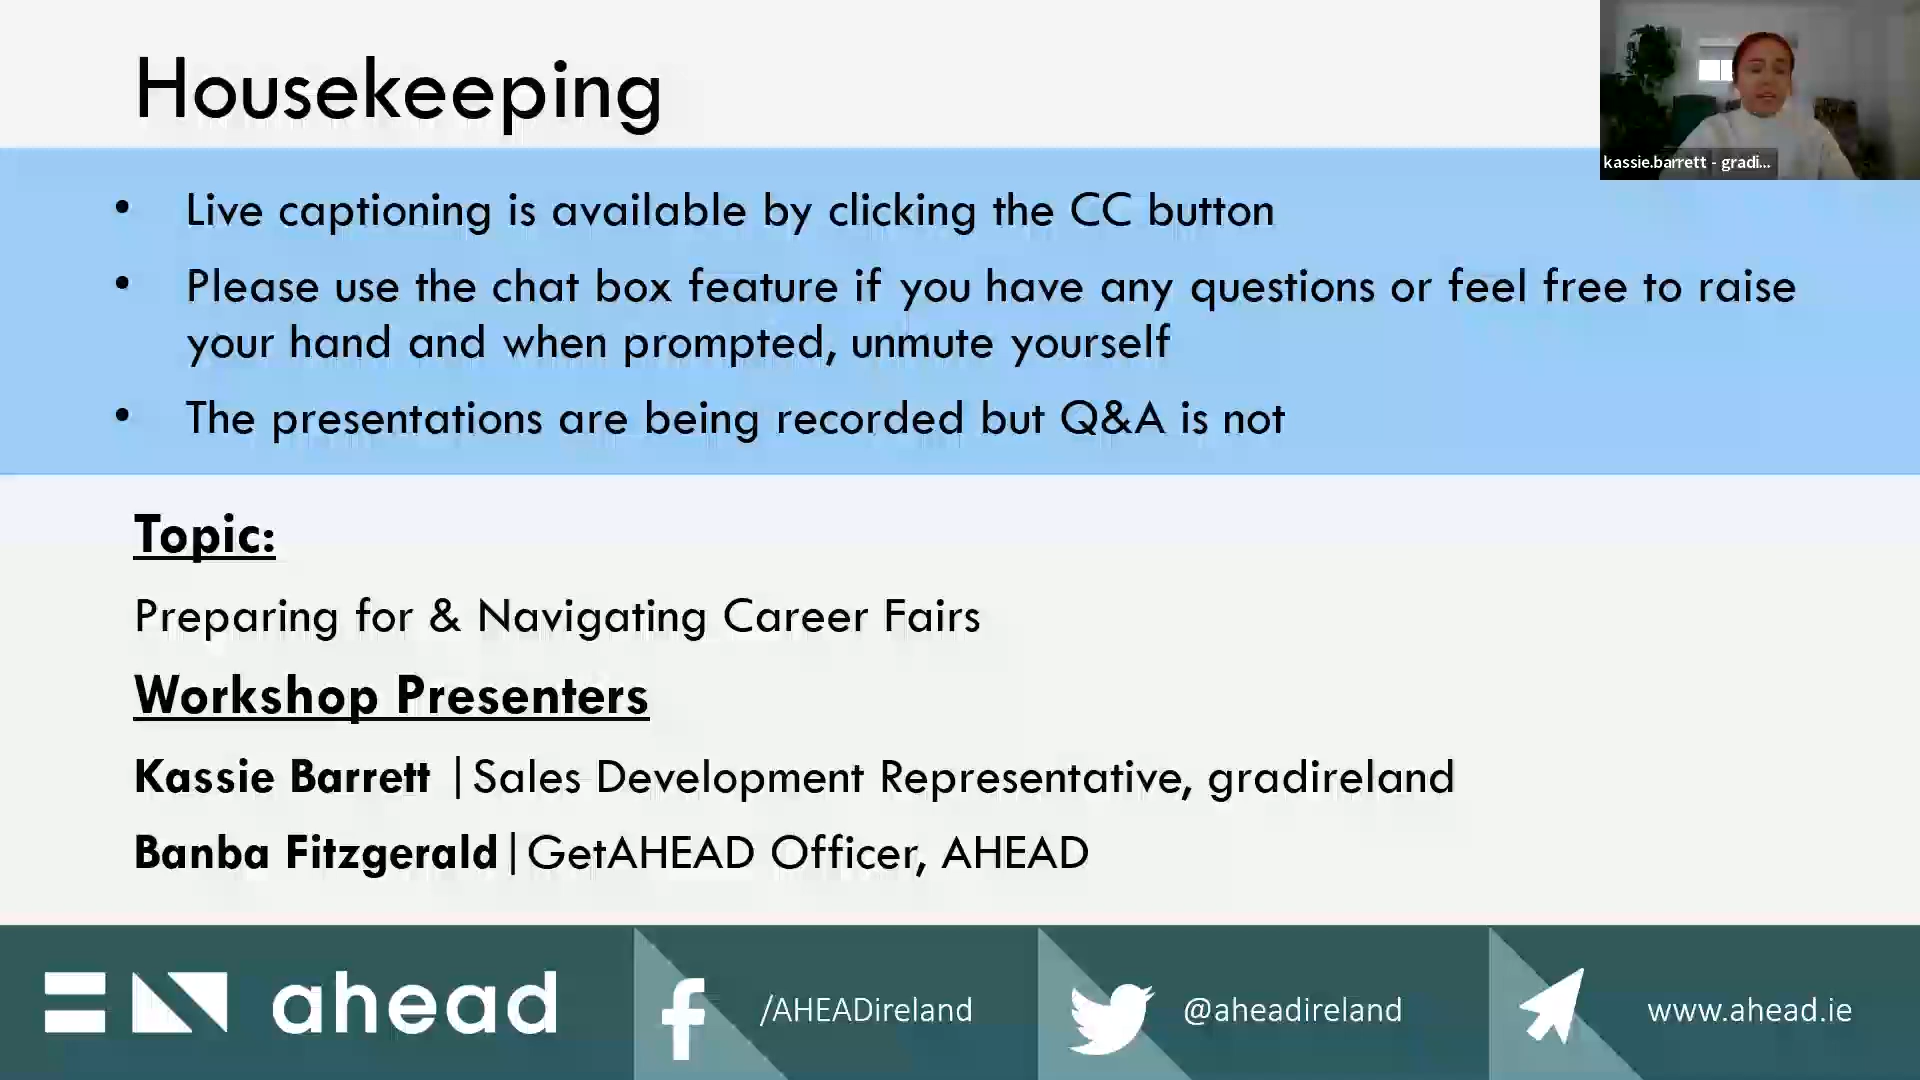 Housekeeping
kassie.barrett - gradi...
• Live captioning is available by clicking the CC button
• Please use the chat box feature if you have any questions or feel free to raise
your hand and when prompted, unmute yourself
• The presentations are being recorded but Q&A is not
Topic:
Preparing for & Navigating Career Fairs
Workshop Presenters
Kassie Barrett |Sales Development Representative, gradireland
Banba Fitzgerald|GetAHEAD Officer, AHEAD
ahead
/AHEADireland
@aheadireland
www.ahead.ie